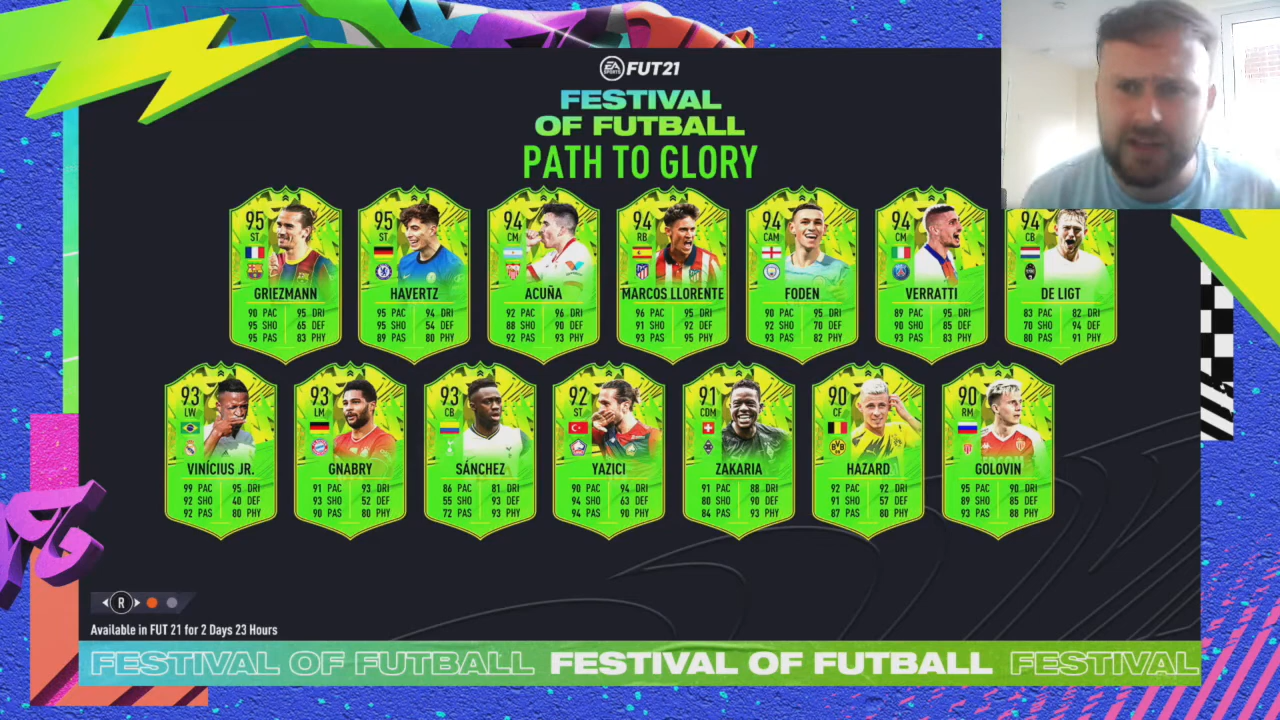 EA SPORTS FUT21
FESTIVAL
OF FUTBALL
PATH TO GLORY
95 ST GRIEZMANN
90 PAC 95 DRI
95 SHO 65 DEF
95 PAS 83 PHY
95 ST HAVERTZ
95 PAC 94 DRI
95 SHO 54 DEF
89 PAS 80 PHY
94 CM ACUÑA
92 PAC 96 DRI
88 SHO 90 DEF
92 PAS 93 PHY
94 RB MARCOS LLORENTE
96 PAC 95 DRI
91 SHO 92 DEF
93 PAS 95 PHY
94 CAM FODEN
90 PAC 95 DRI
92 SHO 70 DEF
93 PAS 82 PHY
94 CM VERRATTI
89 PAC 95 DRI
90 SHO 85 DEF
93 PAS 83 PHY
94 CB DE LIGT
83 PAC 82 DRI
70 SHO 94 DEF
80 PAS 91 PHY
93 LW VINÍCIUS JR.
99 PAC 95 DRI
92 SHO 40 DEF
92 PAS 80 PHY
93 LM GNABRY
91 PAC 93 DRI
93 SHO 52 DEF
90 PAS 80 PHY
93 CB SÁNCHEZ
86 PAC 81 DRI
55 SHO 93 DEF
72 PAS 93 PHY
92 ST YAZICI
90 PAC 94 DRI
94 SHO 63 DEF
94 PAS 90 PHY
91 CDM ZAKARIA
91 PAC 88 DRI
80 SHO 90 DEF
84 PAS 93 PHY
90 CF HAZARD
92 PAC 92 DRI
91 SHO 57 DEF
87 PAS 80 PHY
90 RM GOLOVIN
95 PAC 90 DRI
89 SHO 85 DEF
93 PAS 88 PHY
R
Available in FUT 21 for 2 Days 23 Hours
FESTIVAL OF FUTBALL FESTIVAL OF FUTBALL FESTIVAL